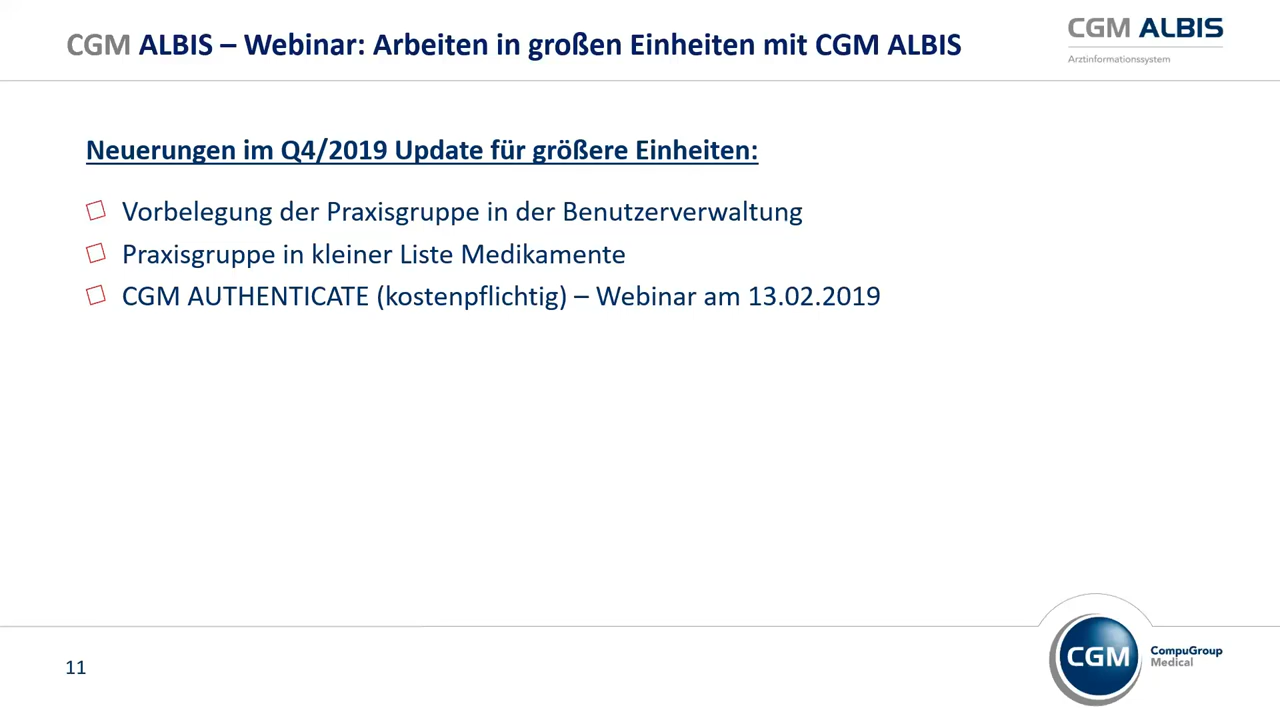 CGM ALBIS – Webinar: Arbeiten in großen Einheiten mit CGM ALBIS
CGM ALBIS
Arztinformationssystem
Neuerungen im Q4/2019 Update für größere Einheiten:
Vorbelegung der Praxisgruppe in der Benutzerverwaltung
Praxisgruppe in kleiner Liste Medikamente
CGM AUTHENTICATE (kostenpflichtig) – Webinar am 13.02.2019
11
CGM
CompuGroup
Medical